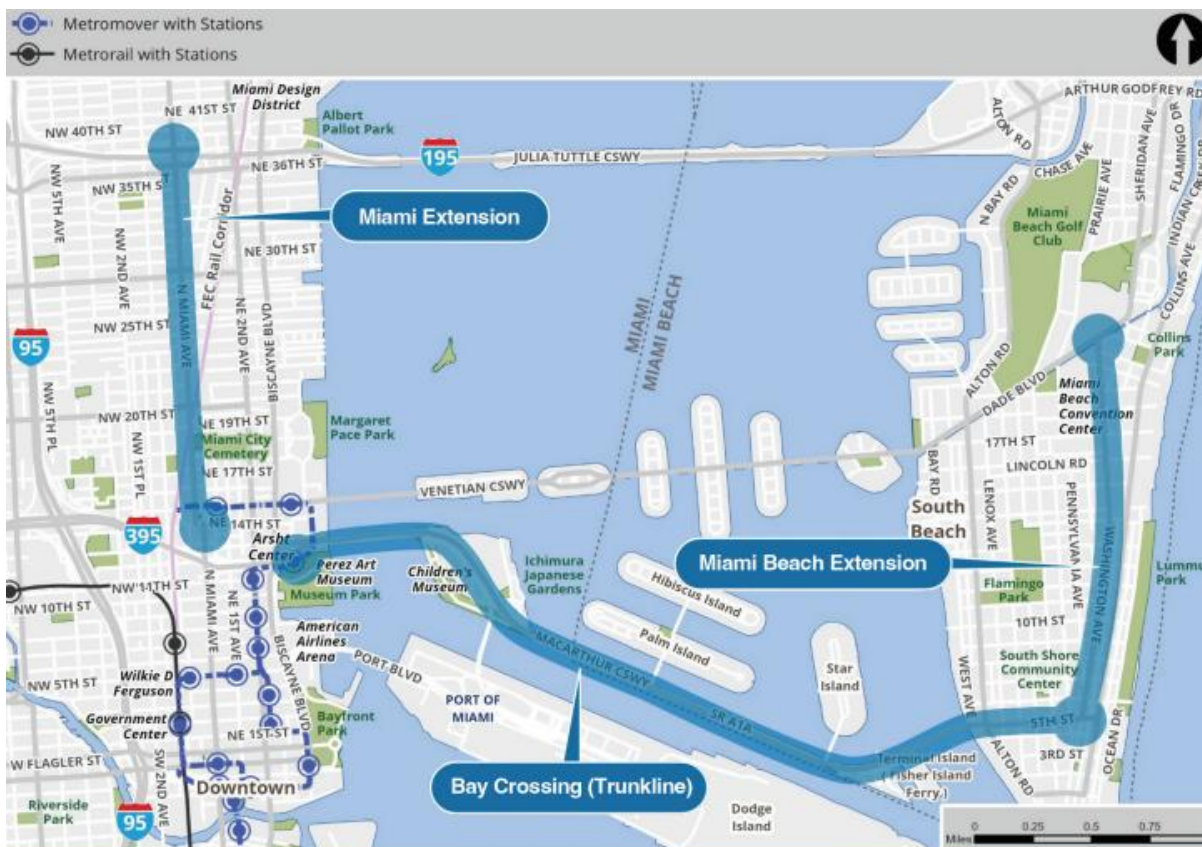 Metromover with Stations
Metrorail with Stations
Miami Design
District
NE 41ST ST
NW 40TH ST
Albert
Pallot Park
NE 36TH ST
NW 35TH ST
195
JULIA TUTTLE CSWY
ARTHUR GODFREY RD
ALTON RD
CHASE AVE
N BAY RD
PRAIRIE AVE
SHERIDAN AVE
FLAMINGO DR
COLLINS AVE
Miami
Beach Golf
Club
Miami Extension
NW 5TH AVE
NW 2ND AVE
N MIAMI AVE
FEC Rail Corridor
NE 2ND AVE
BISCAYNE BLVD
NE 30TH ST
NW 25TH ST
95
NW 5TH PL
MIAMI
MIAMI BEACH
Collins
Park
ALTON RD
DADE BLVD
Miami
Beach
Convention
Center
NW 20TH ST
NE 19TH ST
Miami City
Cemetery
NE 17TH ST
NW 1ST PL
Margaret
Pace Park
17TH ST
LINCOLN RD
BAY RD
VENETIAN CSWY
395
NE 14TH ST
Arsht
Center
South
Beach
LENOX AVE
PENNSYLVANIA AVE
WASHINGTON AVE
Miami Beach Extension
Perez Art
Museum
Museum Park
Children's
Museum
Ichimura
Japanese
Gardens
Hibiscus Island
Palm Island
Star
Island
Flamingo
Park
10TH ST
South Shore
Community
Center
NW 11TH ST
NW 10TH ST
N MIAMI AVE
NE 1ST AVE
BISCAYNE BLVD
American
Airlines
Arena
PORT BLVD
MACARTHUR CSWY
SR A1A
Wilkie D
Ferguson
NW 5TH ST
PORT OF
MIAMI
WEST AVE
5TH ST
3RD ST
OCEAN DR
ALTON RD
Government
Center
NE 1ST ST
Bayfront
Park
W FLAGLER ST
SW 2ND AVE
Downtown
Bay Crossing (Trunkline)
Terminal Island
( Fisher Island
Ferry )
Riverside
Park
95
Dodge
Island
0 0.25 0.5 0.75
Miles